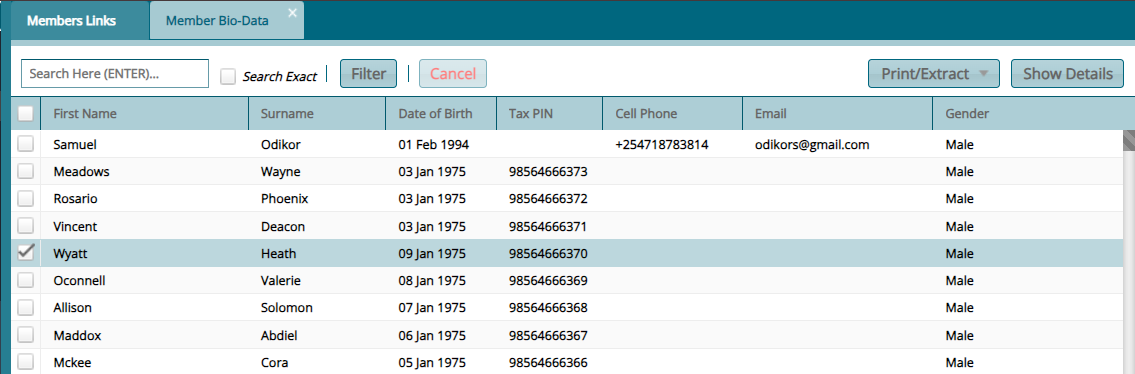 Members Links Member Bio-Data ×
Search Here (ENTER)... Search Exact Filter Cancel Print/Extract Show Details
First Name Surname Date of Birth Tax PIN Cell Phone Email Gender
Samuel Odikor 01 Feb 1994 +254718783814 odikors@gmail.com Male
Meadows Wayne 03 Jan 1975 98564666373 Male
Rosario Phoenix 03 Jan 1975 98564666372 Male
Vincent Deacon 03 Jan 1975 98564666371 Male
Wyatt Heath 09 Jan 1975 98564666370 Male
Oconnell Valerie 08 Jan 1975 98564666369 Male
Allison Solomon 07 Jan 1975 98564666368 Male
Maddox Abdiel 06 Jan 1975 98564666367 Male
Mckee Cora 05 Jan 1975 98564666366 Male